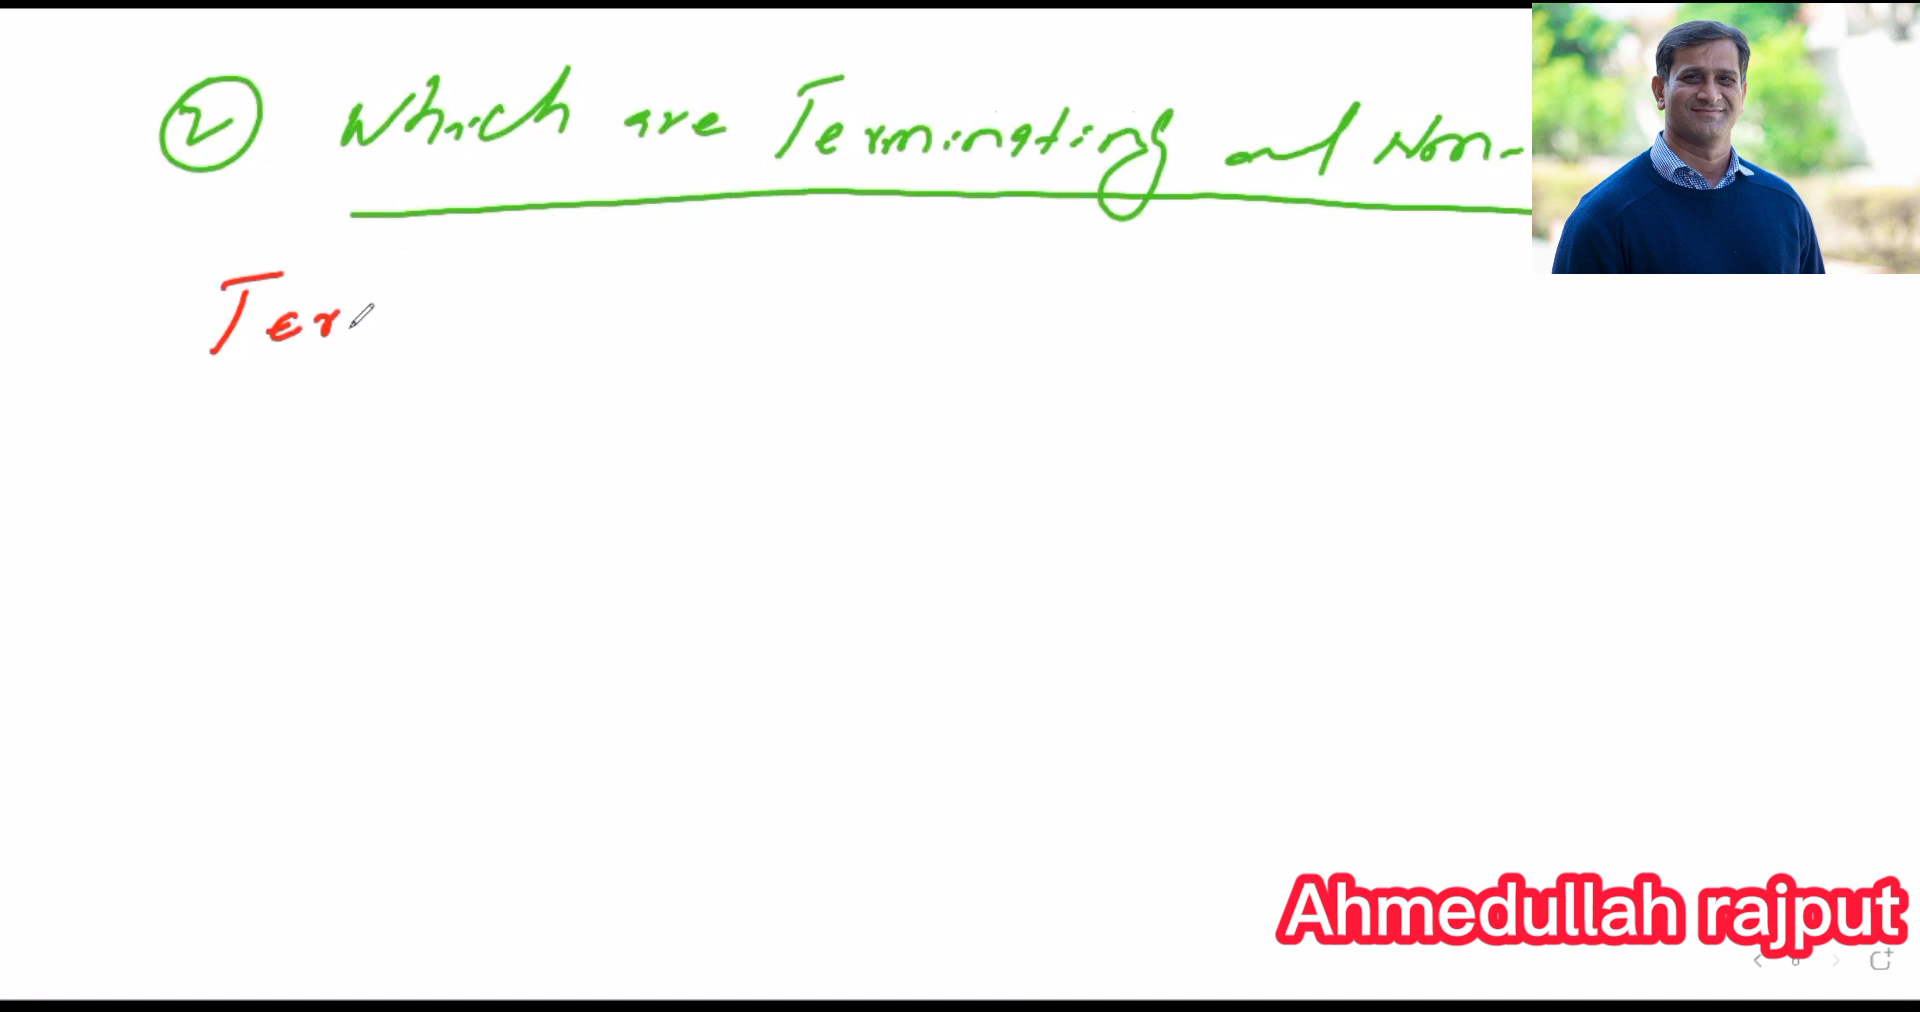 ② Which are Terminating and Non-
Ter
Ahmedullah rajput